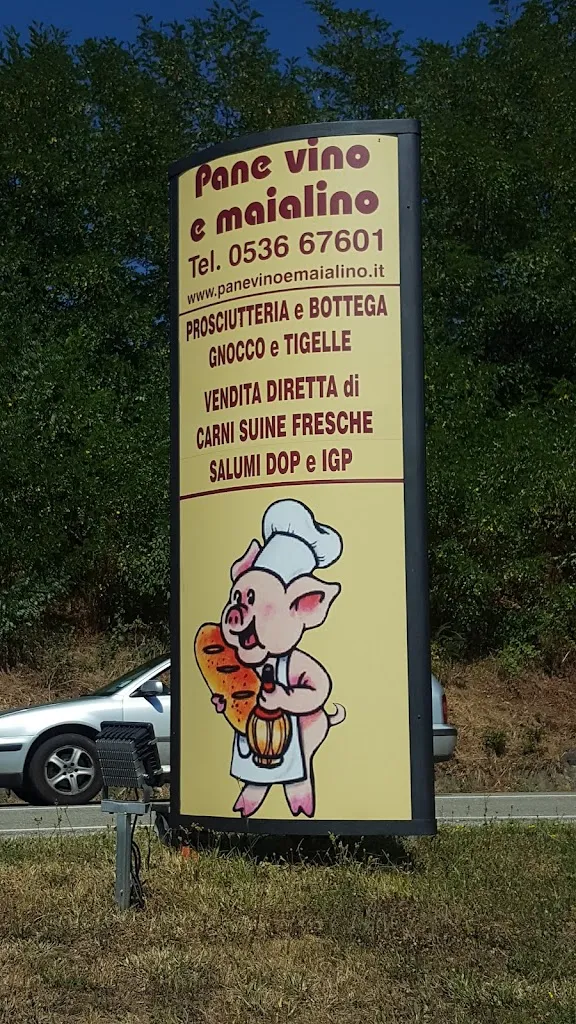 Pane vino
e maialino
Tel. 0536 67601
www.panevinoemaialino.it
PROSCIUTTERIA e BOTTEGA
GNOCCO e TIGELLE
VENDITA DIRETTA di
CARNI SUINE FRESCHE
SALUMI DOP e IGP